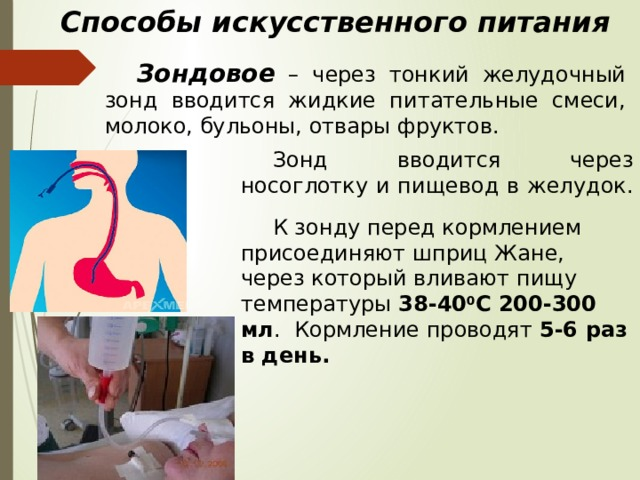 Способы искусственного питания
Зондовое – через тонкий желудочный
зонд вводится жидкие питательные смеси,
молоко, бульоны, отвары фруктов.
Зонд вводится через
носоглотку и пищевод в желудок.
К зонду перед кормлением
присоединяют шприц Жане,
через который вливают пищу
температуры 38-40⁰С 200-300
мл.  Кормление проводят 5-6 раз
в день.